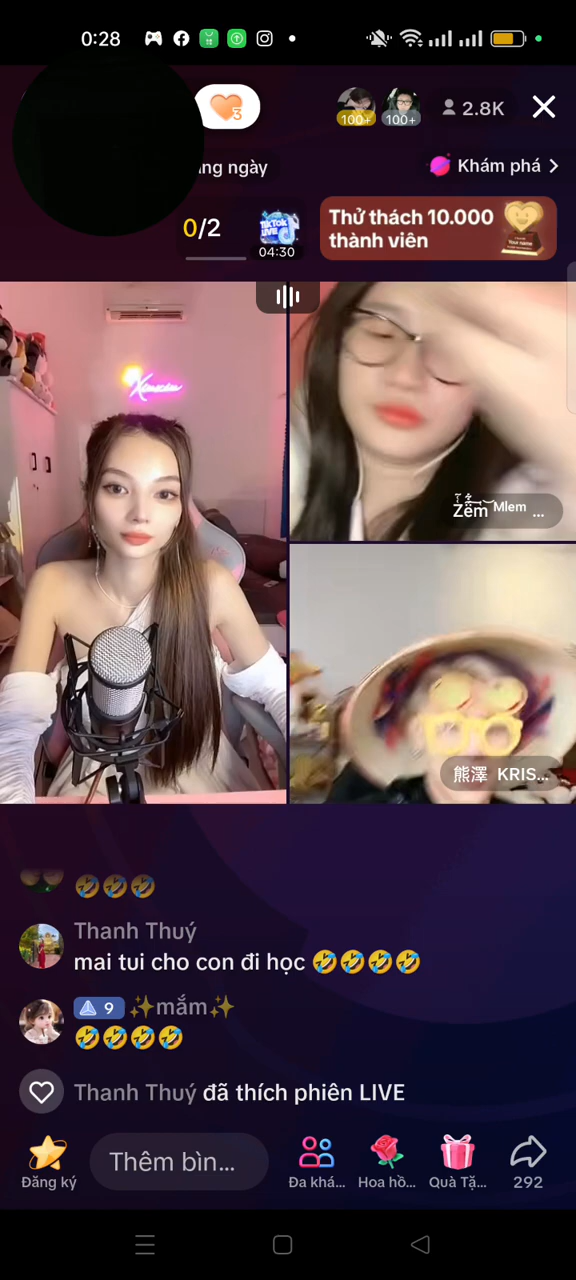 0:28
3
100+
100+
2.8K
ng ngày
Khám phá
0/2
TIKTOK LIVE
04:30
Thử thách 10.000
thành viên
Mlem ...
熊澤 KRIS...
🤣🤣🤣
Thanh Thuý
mai tui cho con đi học 🤣🤣🤣🤣
9 ✨mắm✨
🤣🤣🤣🤣
Thanh Thuý đã thích phiên LIVE
Thêm bìn...
Đăng ký
Đa khá...
Hoa hồ...
Quà Tặ...
292